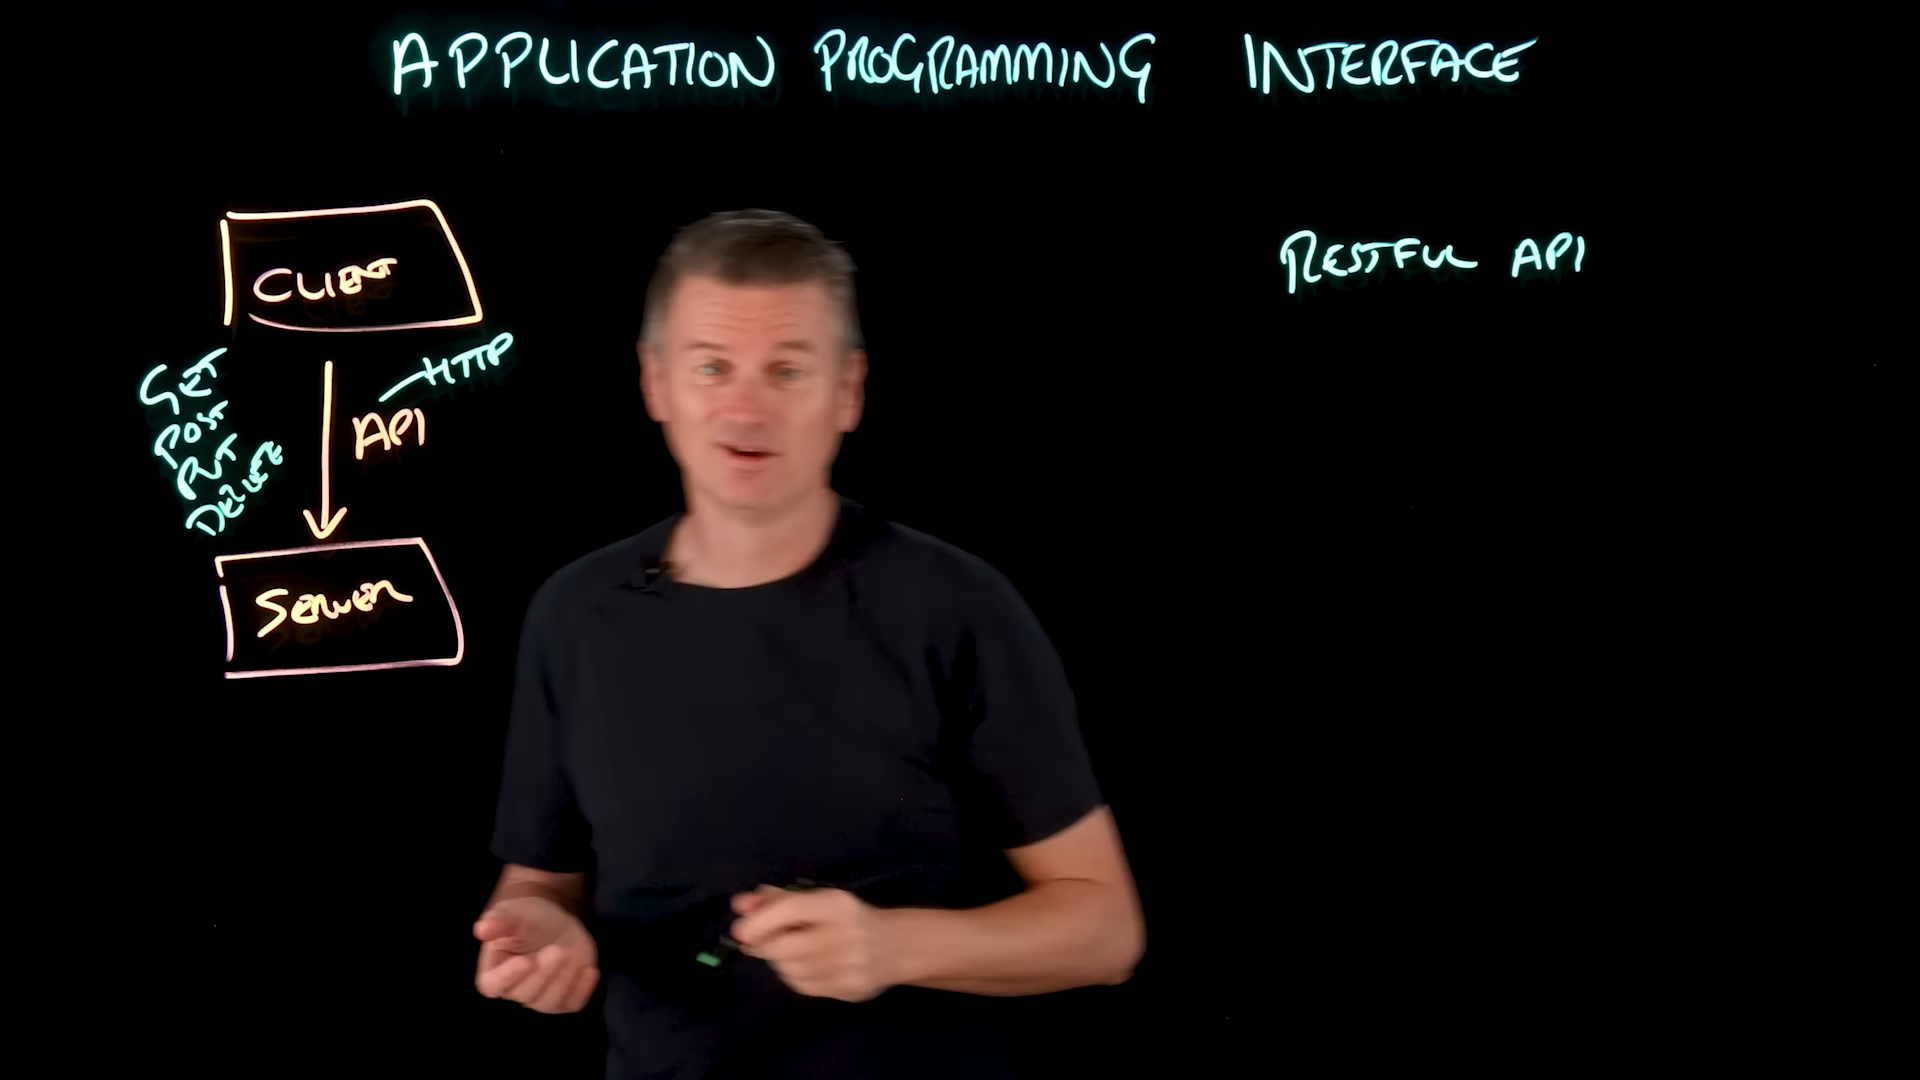 APPLICATION PROGRAMMING INTERFACE
CLIENT
RESTFUL API
HTTP
API
GET
POST
PUT
DELETE
SERVER